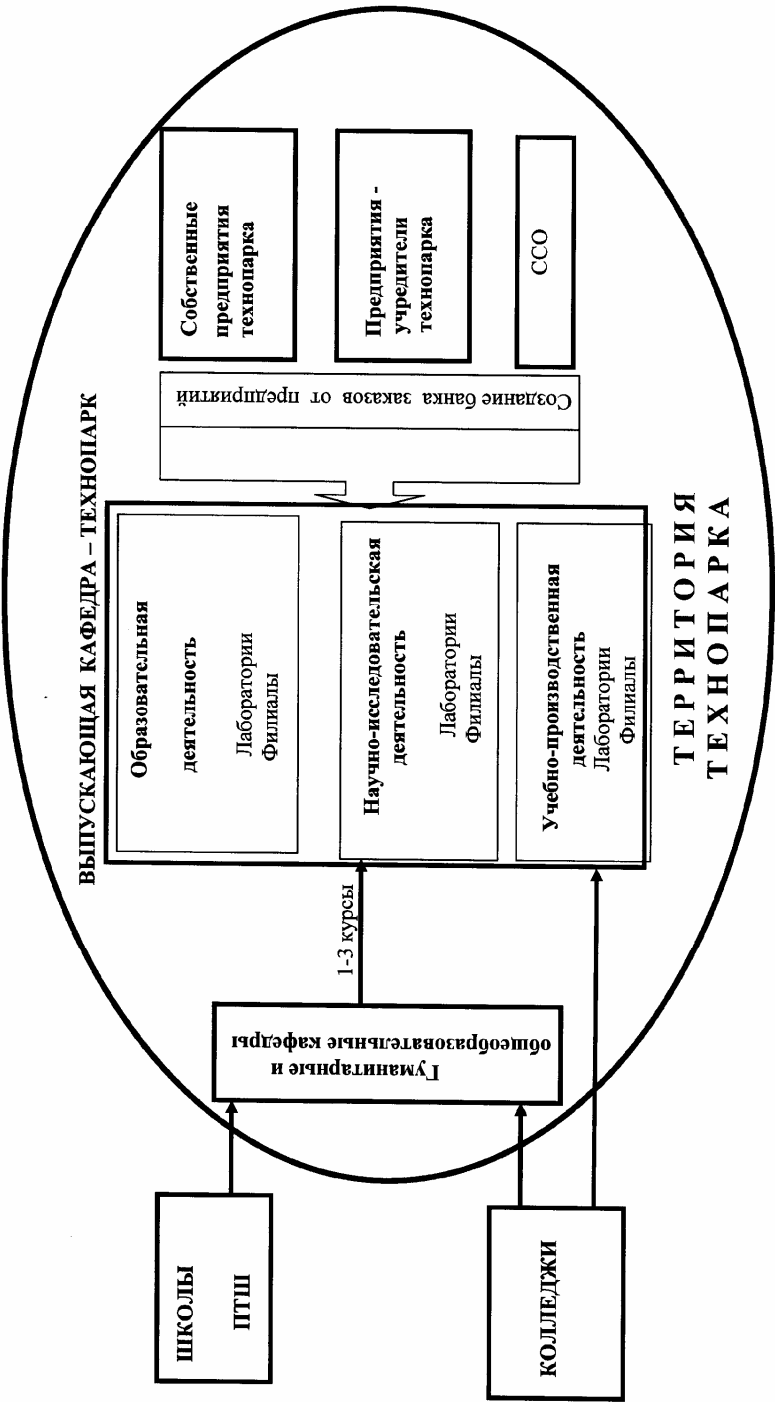 ВЫПУСКАЮЩАЯ КАФЕДРА – ТЕХНОПАРК
ШКОЛЫ
ПТШ
КОЛЛЕДЖИ
Гуманитарные и
общеобразовательные кафедры
1-3 курсы
Образовательная
деятельность
Лаборатории
Филиалы
Научно-исследовательская
деятельность
Лаборатории
Филиалы
Учебно-производственная
деятельность
Лаборатории
Филиалы
Создание банка заказов от предприятий
Собственные
предприятия
технопарка
Предприятия -
учредители
технопарка
ССО
ТЕРРИТОРИЯ
ТЕХНОПАРКА